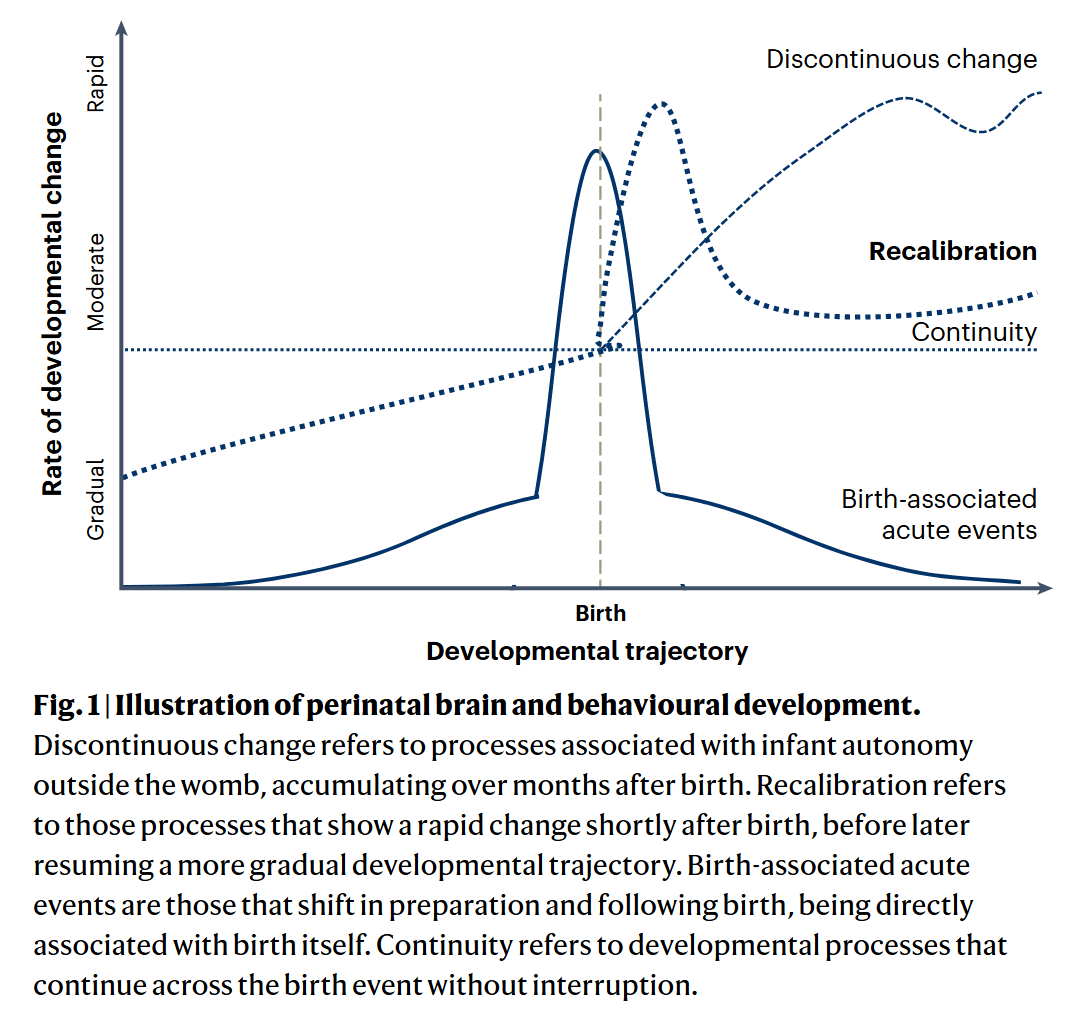 Rapid
Moderate
Gradual
Rate of developmental change
Discontinuous change
Recalibration
Continuity
Birth-associated
acute events
Birth
Developmental trajectory
Fig. 1 | Illustration of perinatal brain and behavioural development.
Discontinuous change refers to processes associated with infant autonomy
outside the womb, accumulating over months after birth. Recalibration refers
to those processes that show a rapid change shortly after birth, before later
resuming a more gradual developmental trajectory. Birth-associated acute
events are those that shift in preparation and following birth, being directly
associated with birth itself. Continuity refers to developmental processes that
continue across the birth event without interruption.